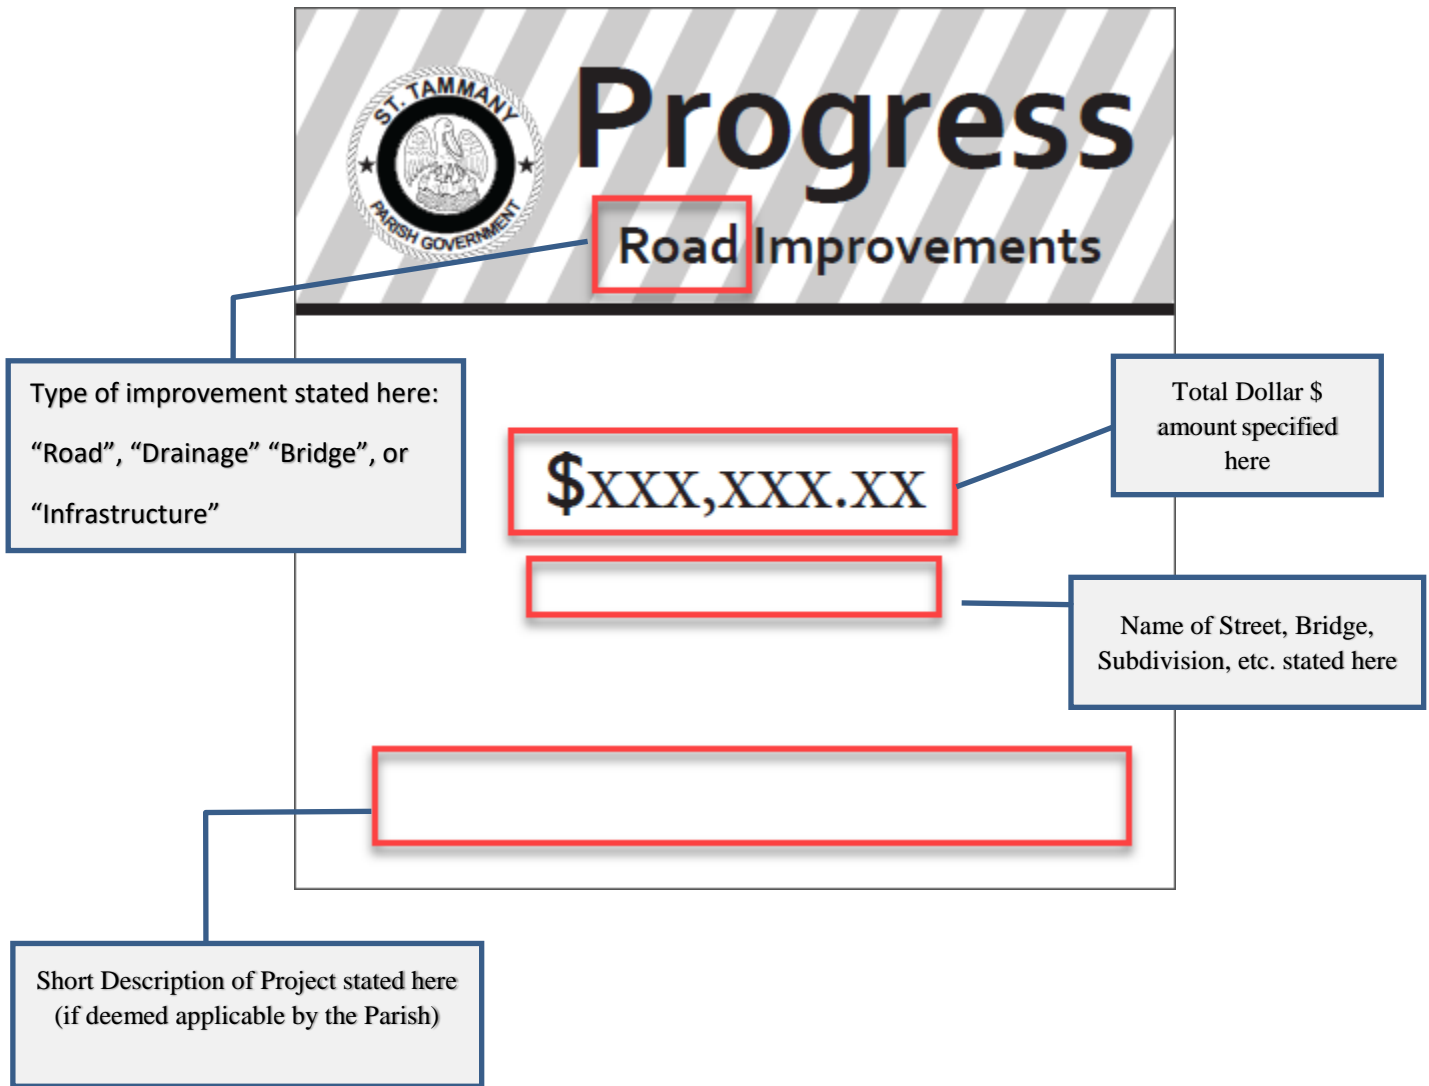 ST. TAMMANY
PARISH GOVERNMENT
Progress
Road Improvements
Type of improvement stated here:
“Road”, “Drainage” “Bridge”, or
“Infrastructure”
Total Dollar $
amount specified
here
$xxx,xxx.xx
Name of Street, Bridge,
Subdivision, etc. stated here
Short Description of Project stated here
(if deemed applicable by the Parish)